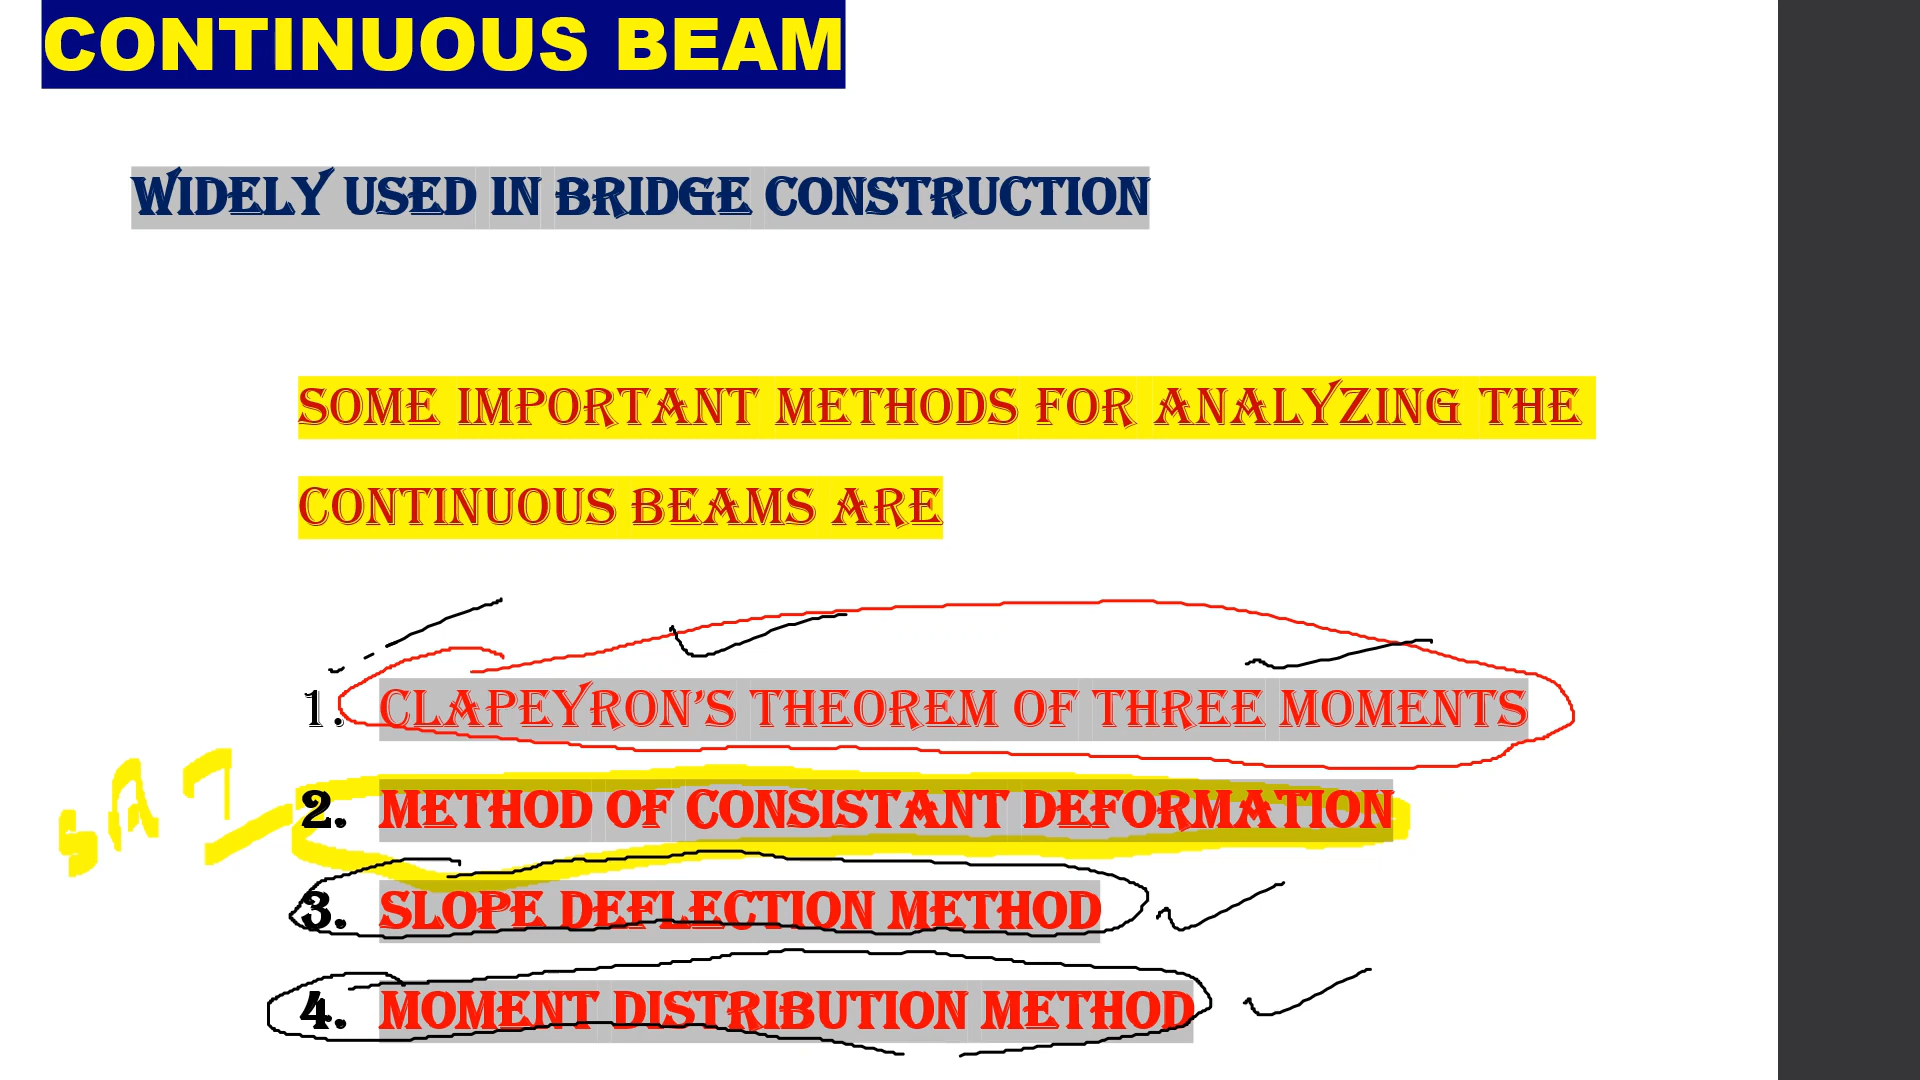 CONTINUOUS BEAM
WIDELY USED IN BRIDGE CONSTRUCTION
SOME IMPORTANT METHODS FOR ANALYZING THE
CONTINUOUS BEAMS ARE
1. CLAPEYRON’S THEOREM OF THREE MOMENTS
2. METHOD OF CONSISTANT DEFORMATION
3. SLOPE DEFLECTION METHOD
4. MOMENT DISTRIBUTION METHOD